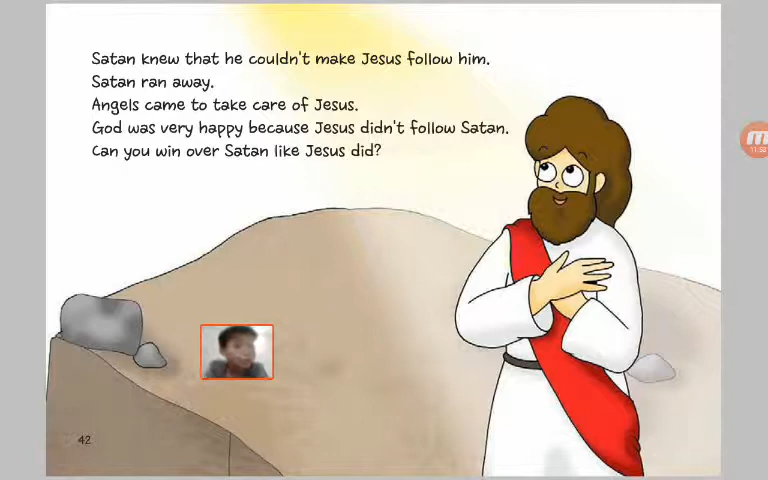 Satan knew that he couldn't make Jesus follow him.
Satan ran away.
Angels came to take care of Jesus.
God was very happy because Jesus didn't follow Satan.
Can you win over Satan like Jesus did?
42